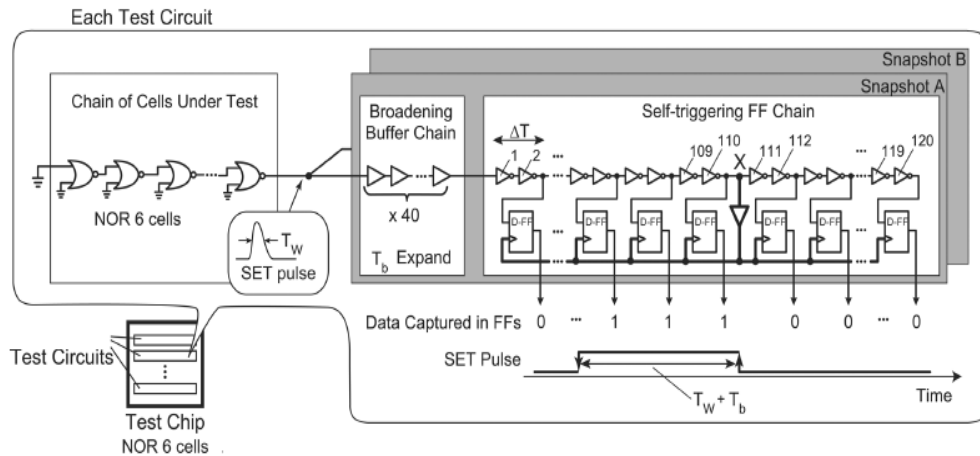 Each Test Circuit
Snapshot B
Snapshot A
Chain of Cells Under Test
NOR 6 cells
T_W
SET pulse
Broadening
Buffer Chain
x 40
T_b Expand
Self-triggering FF Chain
ΔT
1 2 ... 109 110 X 111 112 ... 119 120
D-FF ... D-FF D-FF D-FF D-FF D-FF ... D-FF
Data Captured in FFs 0 ... 1 1 1 0 0 ... 0
SET Pulse
Time
T_W + T_b
Test Circuits
Test Chip
NOR 6 cells